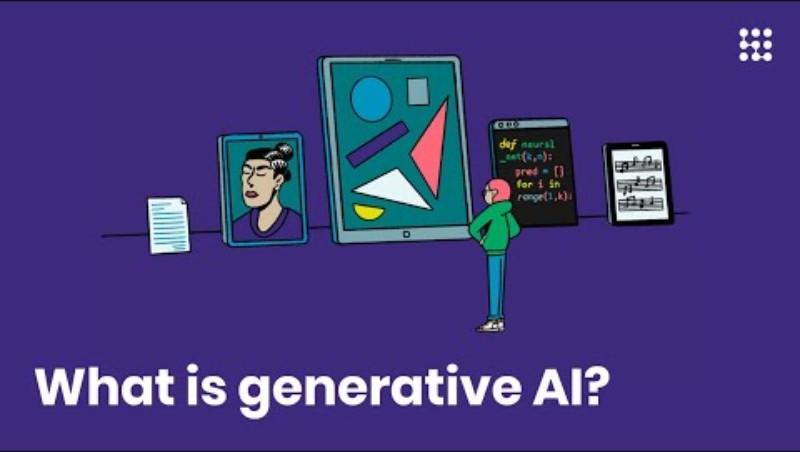 def neural
_net(k,n):
pred = []
for i in
range(1,k):
What is generative AI?